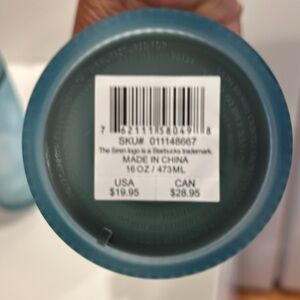 7 62111 58049 8
SKU# 011148667
The Siren logo is a Starbucks trademark.
MADE IN CHINA
16 OZ / 473ML
USA CAN
$19.95 $28.95